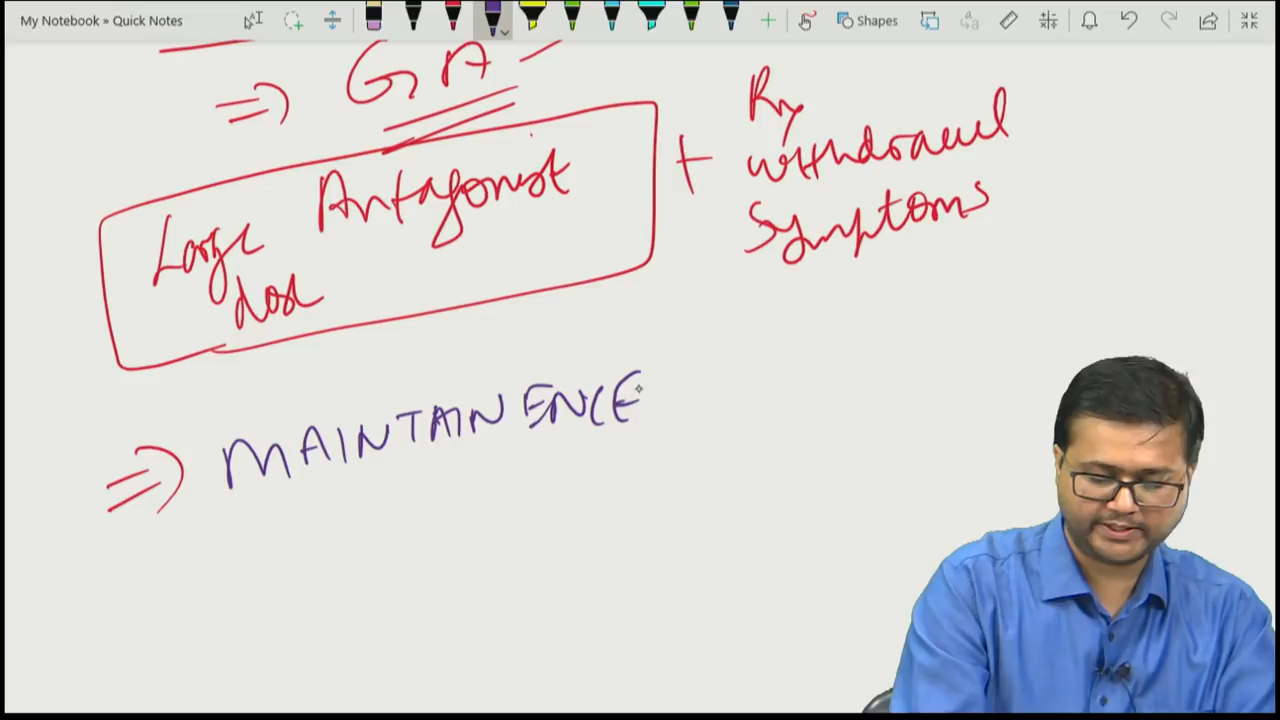 My Notebook » Quick Notes
Shapes
⇒ GA
Large Antagonist
dose
+ Rx
withdrawal
symptoms
⇒ MAINTAINENCE